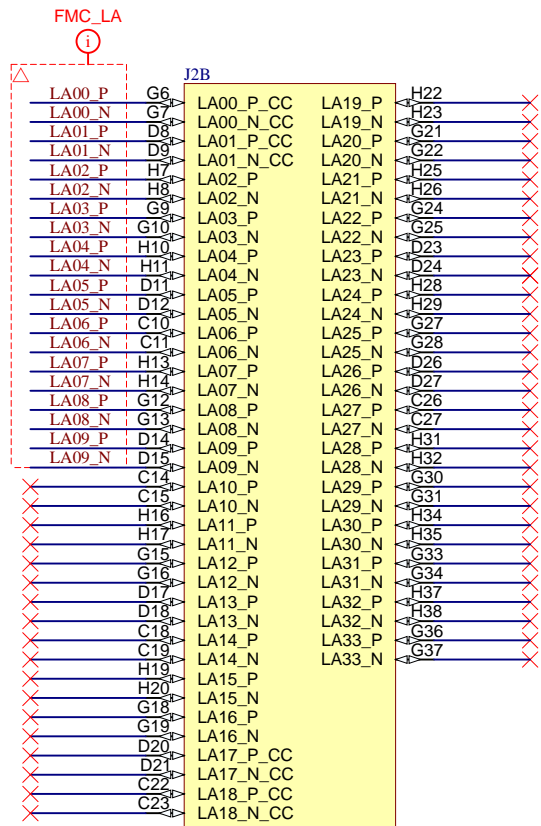 FMC_LA
i
J2B
LA00_P G6 LA00_P_CC LA19_P H22
LA00_N G7 LA00_N_CC LA19_N H23
LA01_P D8 LA01_P_CC LA20_P G21
LA01_N D9 LA01_N_CC LA20_N G22
LA02_P H7 LA02_P LA21_P H25
LA02_N H8 LA02_N LA21_N H26
LA03_P G9 LA03_P LA22_P G24
LA03_N G10 LA03_N LA22_N G25
LA04_P H10 LA04_P LA23_P D23
LA04_N H11 LA04_N LA23_N D24
LA05_P D11 LA05_P LA24_P H28
LA05_N D12 LA05_N LA24_N H29
LA06_P C10 LA06_P LA25_P G27
LA06_N C11 LA06_N LA25_N G28
LA07_P H13 LA07_P LA26_P D26
LA07_N H14 LA07_N LA26_N D27
LA08_P G12 LA08_P LA27_P C26
LA08_N G13 LA08_N LA27_N C27
LA09_P D14 LA09_P LA28_P H31
LA09_N D15 LA09_N LA28_N H32
C14 LA10_P LA29_P G30
C15 LA10_N LA29_N G31
H16 LA11_P LA30_P H34
H17 LA11_N LA30_N H35
G15 LA12_P LA31_P G33
G16 LA12_N LA31_N G34
D17 LA13_P LA32_P H37
D18 LA13_N LA32_N H38
C18 LA14_P LA33_P G36
C19 LA14_N LA33_N G37
H19 LA15_P
H20 LA15_N
G18 LA16_P
G19 LA16_N
D20 LA17_P_CC
D21 LA17_N_CC
C22 LA18_P_CC
C23 LA18_N_CC